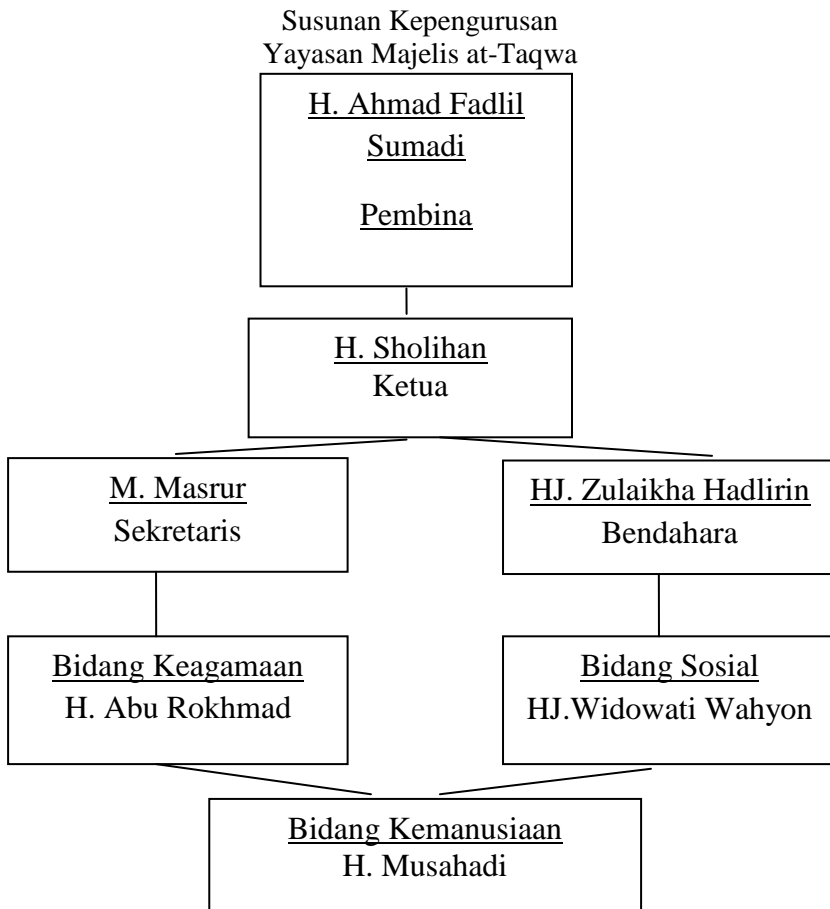 Susunan Kepengurusan
Yayasan Majelis at-Taqwa
H. Ahmad Fadlil
Sumadi
Pembina
H. Sholihan
Ketua
M. Masrur
Sekretaris
HJ. Zulaikha Hadlirin
Bendahara
Bidang Keagamaan
H. Abu Rokhmad
Bidang Sosial
HJ.Widowati Wahyon
Bidang Kemanusiaan
H. Musahadi